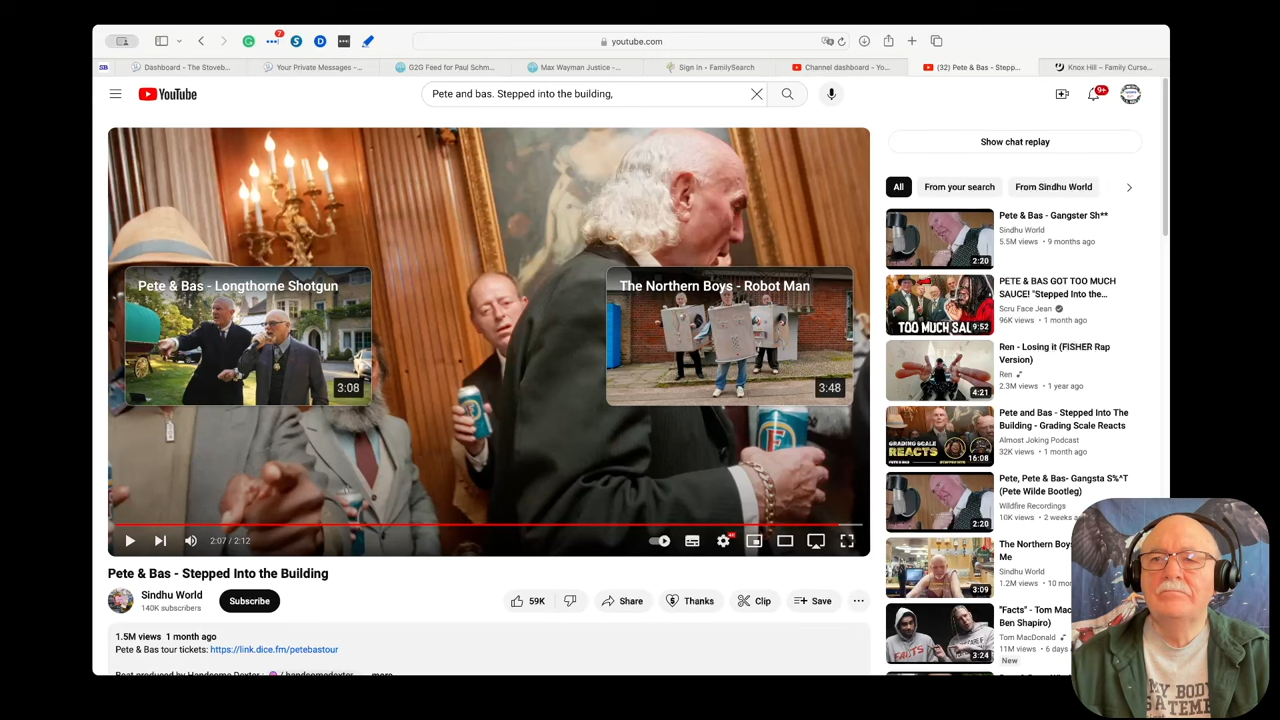 youtube.com
SB
Dashboard - The Stoveb...
Your Private Messages -...
G2G Feed for Paul Schm...
Max Wayman Justice -...
Sign in • FamilySearch
Channel dashboard - Yo...
(32) Pete & Bas - Stepp...
Knox Hill – Family Curse...
YouTube
Pete and bas. Stepped into the building,
9+
Show chat replay
All
From your search
From Sindhu World
Pete & Bas - Longthorne Shotgun
3:08
The Northern Boys - Robot Man
3:48
2:07 / 2:12
Pete & Bas - Stepped Into the Building
Sindhu World
140K subscribers
Subscribe
59K
Share
Thanks
Clip
Save
1.5M views 1 month ago
Pete & Bas tour tickets: https://link.dice.fm/petebastour
Pete & Bas - Gangster Sh**
Sindhu World
5.5M views • 9 months ago
2:20
PETE & BAS GOT TOO MUCH
SAUCE! "Stepped Into the...
Scru Face Jean
96K views • 1 month ago
TOO MUCH SAU
9:52
Ren - Losing it (FISHER Rap
Version)
Ren
2.3M views • 1 year ago
4:21
Pete and Bas - Stepped Into The
Building - Grading Scale Reacts
Almost Joking Podcast
32K views • 1 month ago
GRADING SCALE
REACTS
16:08
Pete, Pete & Bas- Gangsta S%^T
(Pete Wilde Bootleg)
Wildfire Recordings
10K views • 2 weeks
2:20
The Northern Boys
Me
Sindhu World
1.2M views • 10 mo
3:09
"Facts" - Tom Mac
Ben Shapiro)
Tom MacDonald
11M views • 6 days
New
FACTS
3:24
MY BODY